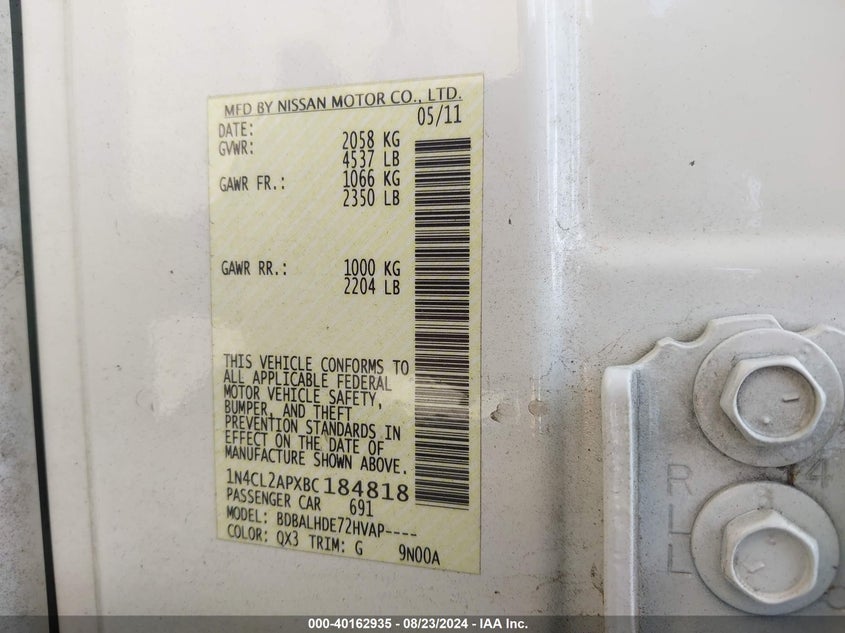 MFD BY NISSAN MOTOR CO., LTD.
DATE: 05/11
GVWR: 2058 KG
4537 LB
GAWR FR.: 1066 KG
2350 LB
GAWR RR.: 1000 KG
2204 LB
THIS VEHICLE CONFORMS TO
ALL APPLICABLE FEDERAL
MOTOR VEHICLE SAFETY,
BUMPER, AND THEFT
PREVENTION STANDARDS IN
EFFECT ON THE DATE OF
MANUFACTURE SHOWN ABOVE.
1N4CL2APXBC184818
PASSENGER CAR 691
MODEL: BDBALHDE72HVAP----
COLOR: QX3 TRIM: G 9N00A
R
L
L
4
000-40162935 - 08/23/2024 - IAA Inc.